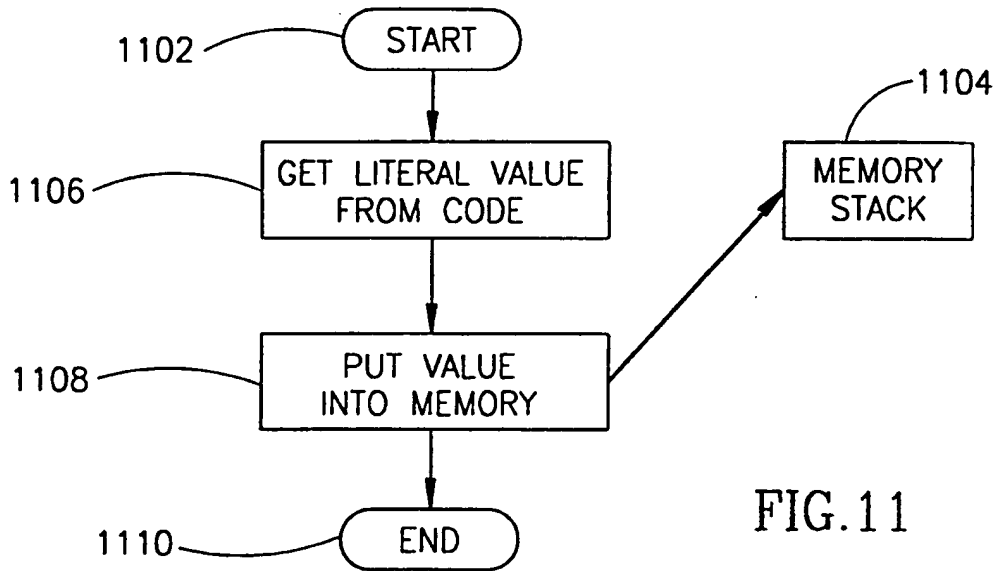 1102
START
1104
1106
GET LITERAL VALUE
FROM CODE
MEMORY
STACK
1108
PUT VALUE
INTO MEMORY
1110
END
FIG.11